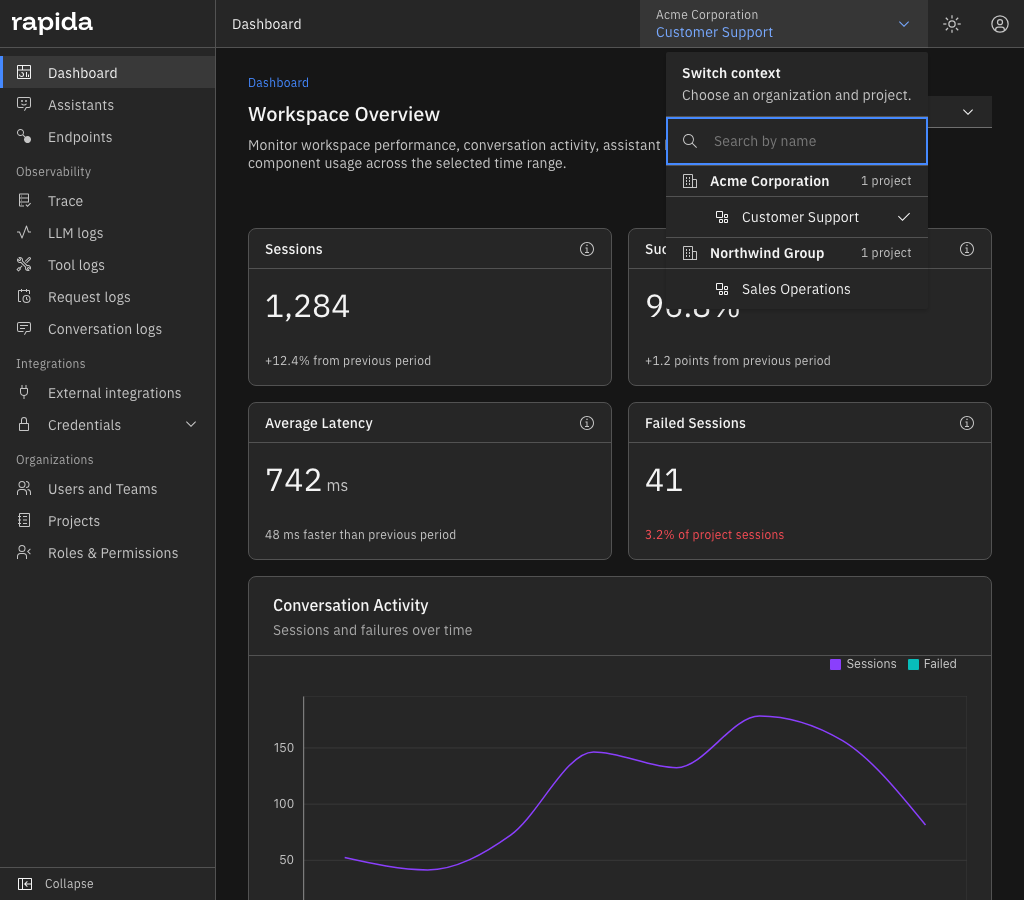 rapida
Dashboard
Acme Corporation
Customer Support
Dashboard
Assistants
Endpoints
Observability
Trace
LLM logs
Tool logs
Request logs
Conversation logs
Integrations
External integrations
Credentials
Organizations
Users and Teams
Projects
Roles & Permissions
Collapse
Switch context
Choose an organization and project.
Search by name
Acme Corporation 1 project
Customer Support
Northwind Group 1 project
Sales Operations
Dashboard
Workspace Overview
Monitor workspace performance, conversation activity, assistant
component usage across the selected time range.
Sessions
1,284
+12.4% from previous period
+1.2 points from previous period
Average Latency
742 ms
48 ms faster than previous period
Failed Sessions
41
3.2% of project sessions
Conversation Activity
Sessions and failures over time
Sessions Failed
150
100
50